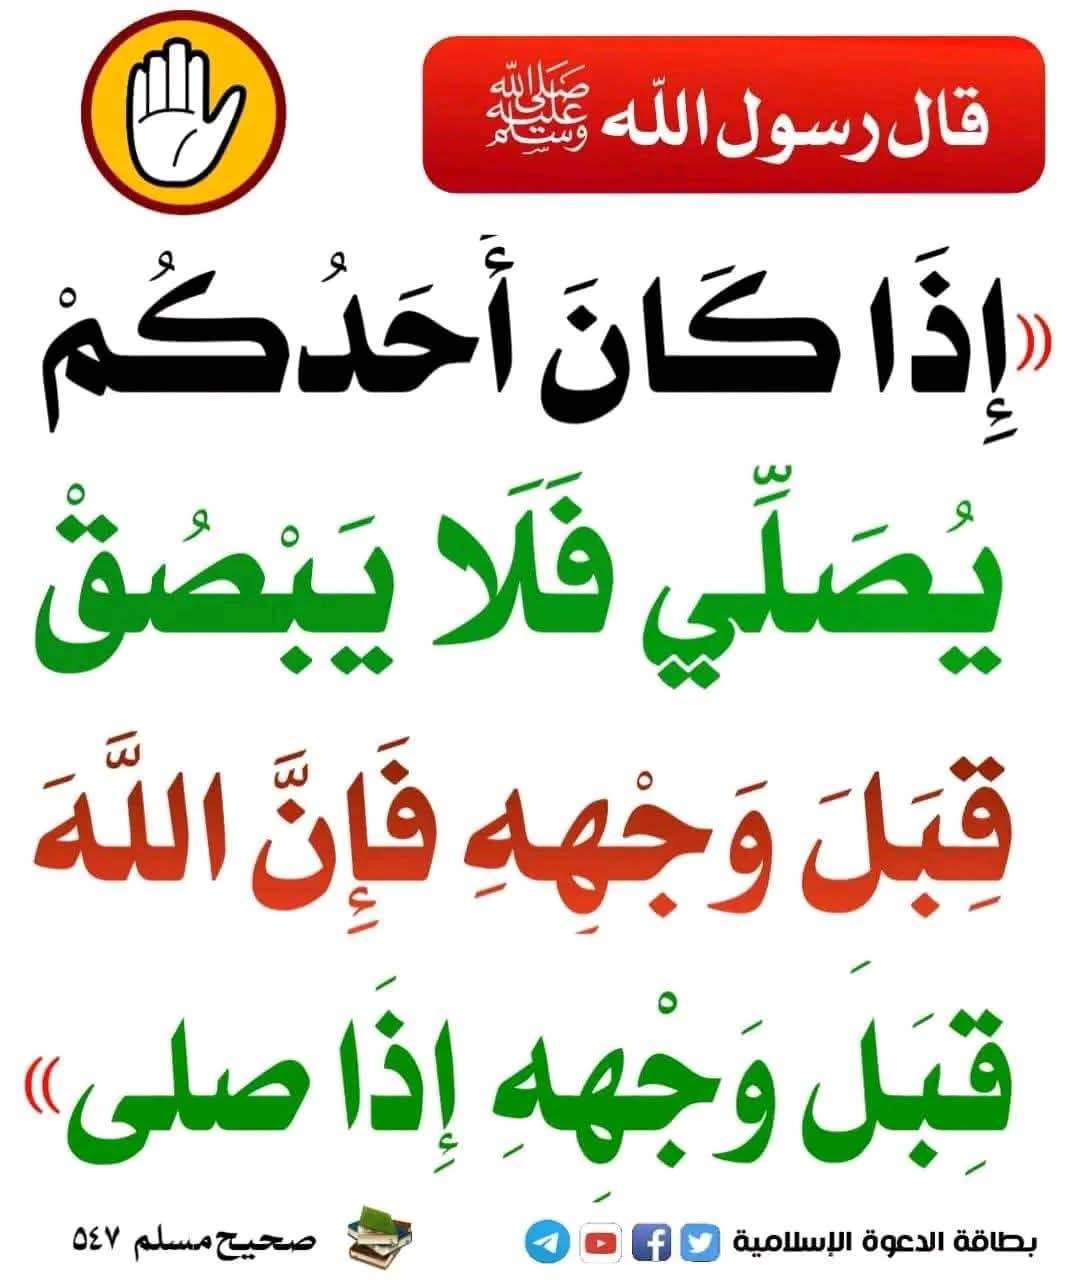 قال رسول الله ﷺ
((إِذَا كَانَ أَحَدُكُمْ
يُصَلِّي فَلَا يَبْصُقْ
قِبَلَ وَجْهِهِ فَإِنَّ اللَّهَ
قِبَلَ وَجْهِهِ إِذَا صلى))
بطاقة الدعوة الإسلامية
صحيح مسلم ٥٤٧